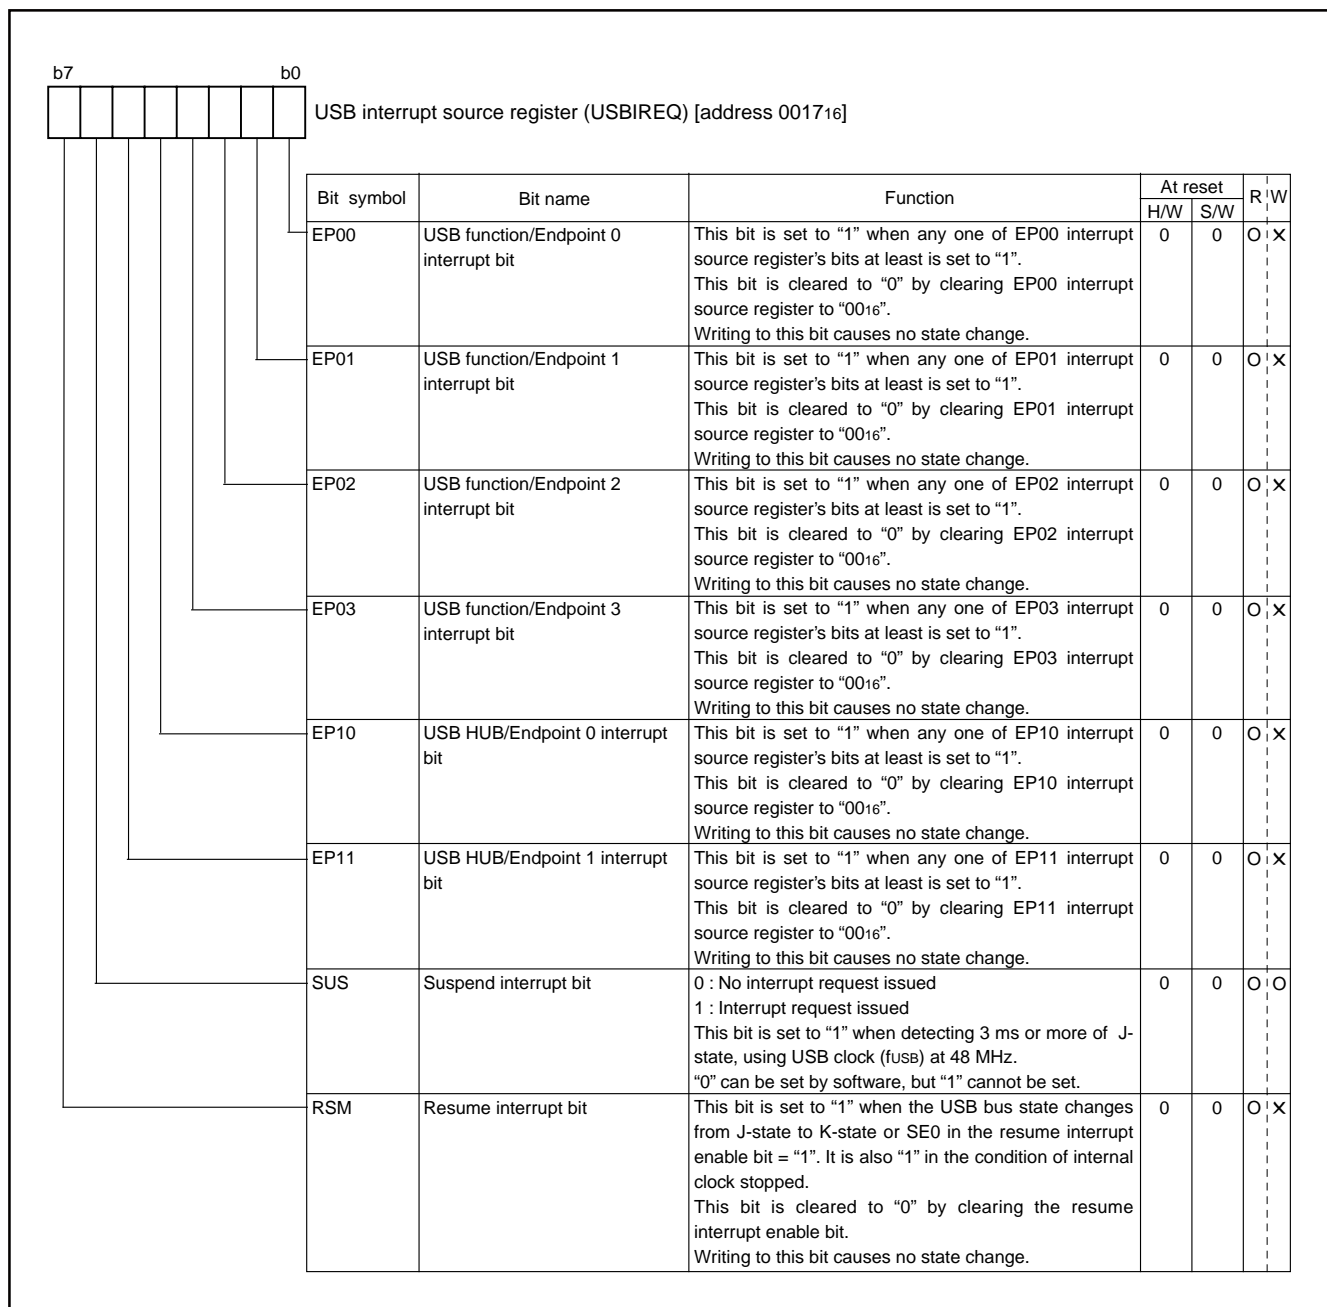 b7 b0
USB interrupt source register (USBIREQ) [address 001716]
Bit symbol Bit name Function At reset R W
H/W S/W
EP00 USB function/Endpoint 0 This bit is set to “1” when any one of EP00 interrupt 0 0 O X
interrupt bit source register's bits at least is set to “1”.
This bit is cleared to “0” by clearing EP00 interrupt
source register to “0016”.
Writing to this bit causes no state change.
EP01 USB function/Endpoint 1 This bit is set to “1” when any one of EP01 interrupt 0 0 O X
interrupt bit source register's bits at least is set to “1”.
This bit is cleared to “0” by clearing EP01 interrupt
source register to “0016”.
Writing to this bit causes no state change.
EP02 USB function/Endpoint 2 This bit is set to “1” when any one of EP02 interrupt 0 0 O X
interrupt bit source register's bits at least is set to “1”.
This bit is cleared to “0” by clearing EP02 interrupt
source register to “0016”.
Writing to this bit causes no state change.
EP03 USB function/Endpoint 3 This bit is set to “1” when any one of EP03 interrupt 0 0 O X
interrupt bit source register's bits at least is set to “1”.
This bit is cleared to “0” by clearing EP03 interrupt
source register to “0016”.
Writing to this bit causes no state change.
EP10 USB HUB/Endpoint 0 interrupt This bit is set to “1” when any one of EP10 interrupt 0 0 O X
bit source register's bits at least is set to “1”.
This bit is cleared to “0” by clearing EP10 interrupt
source register to “0016”.
Writing to this bit causes no state change.
EP11 USB HUB/Endpoint 1 interrupt This bit is set to “1” when any one of EP11 interrupt 0 0 O X
bit source register's bits at least is set to “1”.
This bit is cleared to “0” by clearing EP11 interrupt
source register to “0016”.
Writing to this bit causes no state change.
SUS Suspend interrupt bit 0 : No interrupt request issued 0 0 O O
1 : Interrupt request issued
This bit is set to “1” when detecting 3 ms or more of J-
state, using USB clock (fUSB) at 48 MHz.
“0” can be set by software, but “1” cannot be set.
RSM Resume interrupt bit This bit is set to “1” when the USB bus state changes 0 0 O X
from J-state to K-state or SE0 in the resume interrupt
enable bit = “1”. It is also “1” in the condition of internal
clock stopped.
This bit is cleared to “0” by clearing the resume
interrupt enable bit.
Writing to this bit causes no state change.